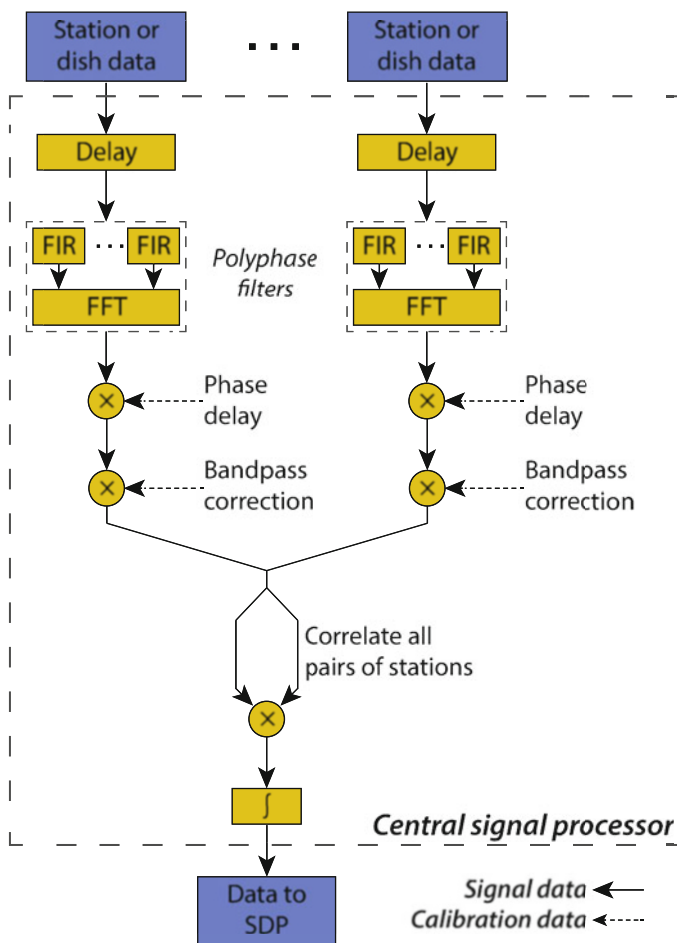 Station or
dish data
. . .
Station or
dish data
Delay
Delay
FIR ... FIR
Polyphase
filters
FIR ... FIR
FFT
FFT
×
Phase
delay
×
Phase
delay
×
Bandpass
correction
×
Bandpass
correction
Correlate all
pairs of stations
×
∫
Central signal processor
Data to
SDP
Signal data
Calibration data